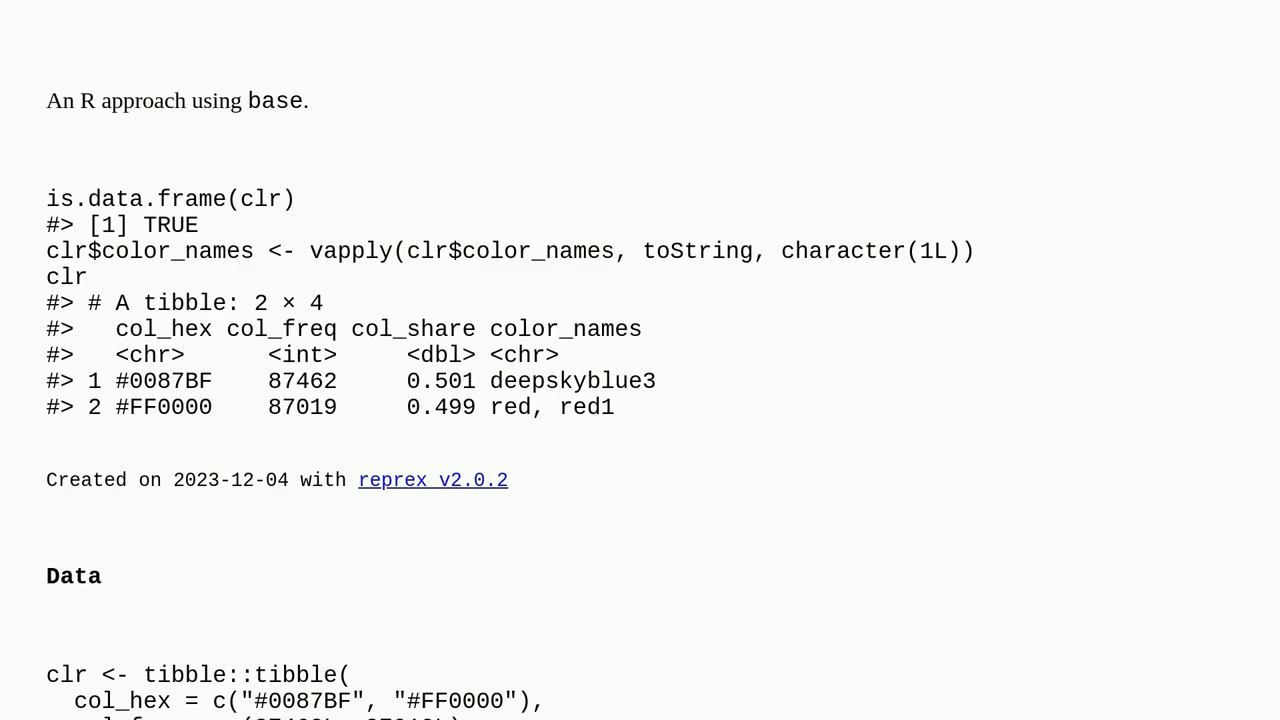 An R approach using base.
is.data.frame(clr)
#> [1] TRUE
clr$color_names <- vapply(clr$color_names, toString, character(1L))
clr
#> # A tibble: 2 × 4
#>   col_hex col_freq col_share color_names
#>   <chr>      <int>     <dbl> <chr>
#> 1 #0087BF    87462     0.501 deepskyblue3
#> 2 #FF0000    87019     0.499 red, red1
Created on 2023-12-04 with reprex v2.0.2
Data
clr <- tibble::tibble(
  col_hex = c("#0087BF", "#FF0000"),